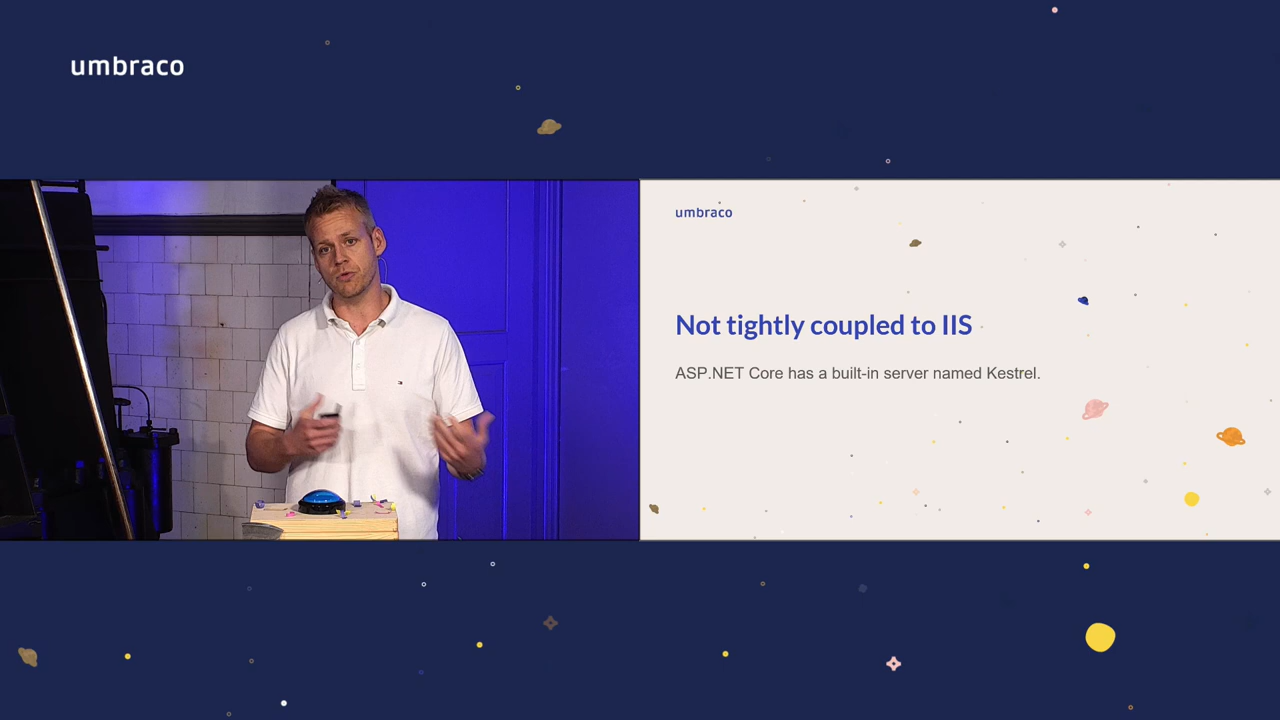 umbraco
umbraco
Not tightly coupled to IIS
ASP.NET Core has a built-in server named Kestrel.